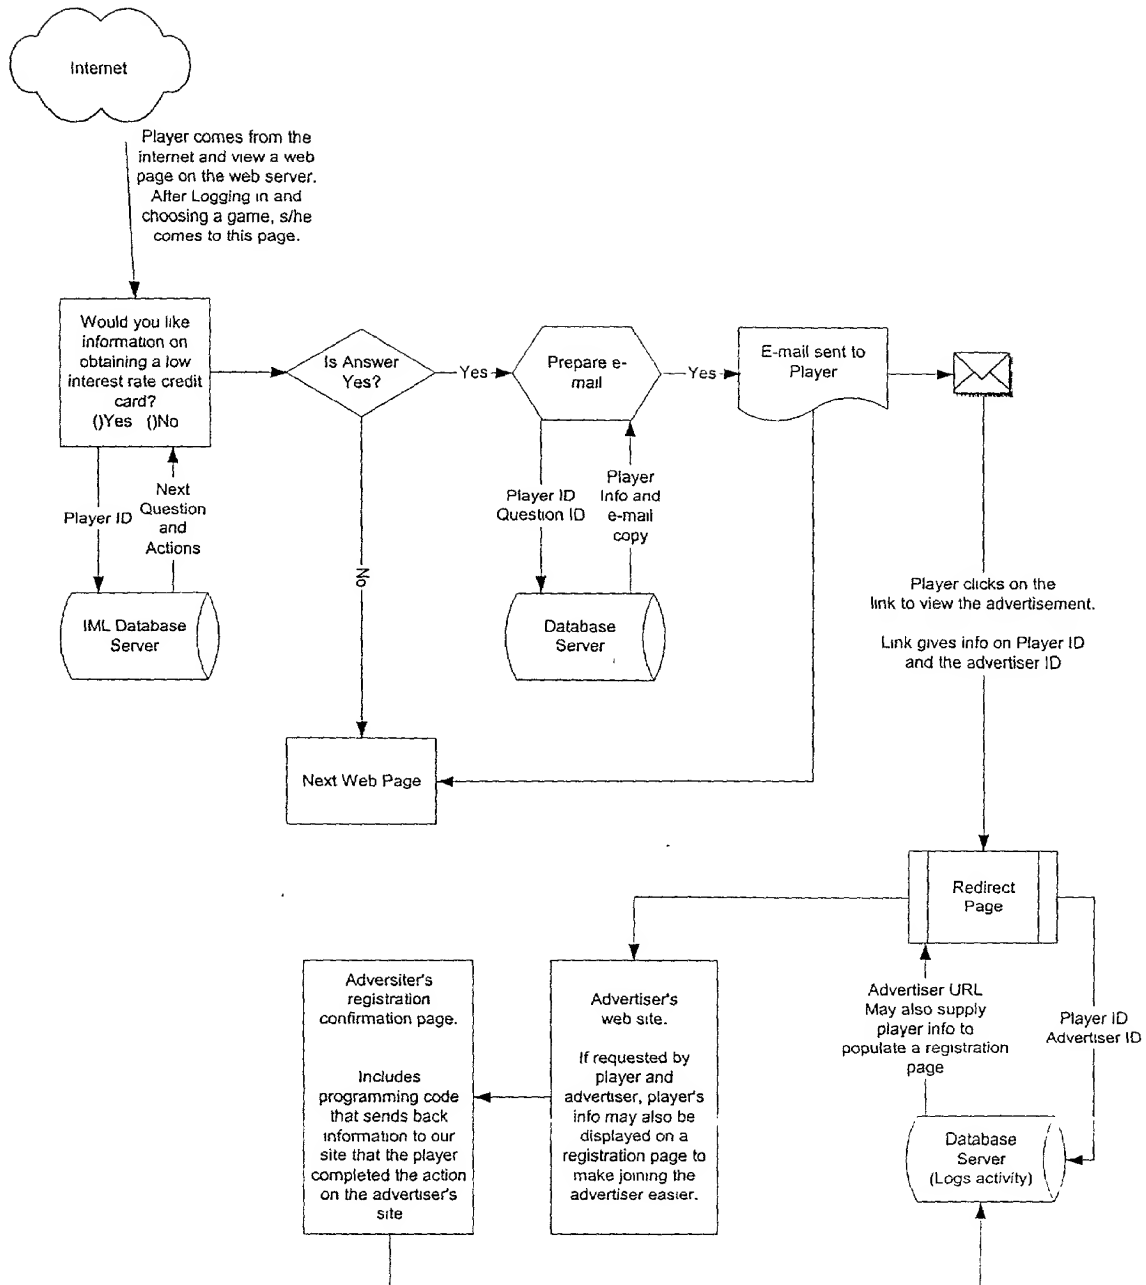 Internet
Player comes from the
internet and view a web
page on the web server.
After Logging in and
choosing a game, s/he
comes to this page.
Would you like
information on
obtaining a low
interest rate credit
card?
()Yes ()No
Is Answer
Yes?
Yes
Prepare e-
mail
Yes
E-mail sent to
Player
Player ID
Next
Question
and
Actions
IML Database
Server
No
Player ID
Question ID
Player
Info and
e-mail
copy
Database
Server
Player clicks on the
link to view the advertisement.
Link gives info on Player ID
and the advertiser ID
Next Web Page
Redirect
Page
Adversiter's
registration
confirmation page.
Includes
programming code
that sends back
information to our
site that the player
completed the action
on the advertiser's
site
Advertiser's
web site.
If requested by
player and
advertiser, player's
info may also be
displayed on a
registration page to
make joining the
advertiser easier.
Advertiser URL
May also supply
player info to
populate a registration
page
Player ID
Advertiser ID
Database
Server
(Logs activity)